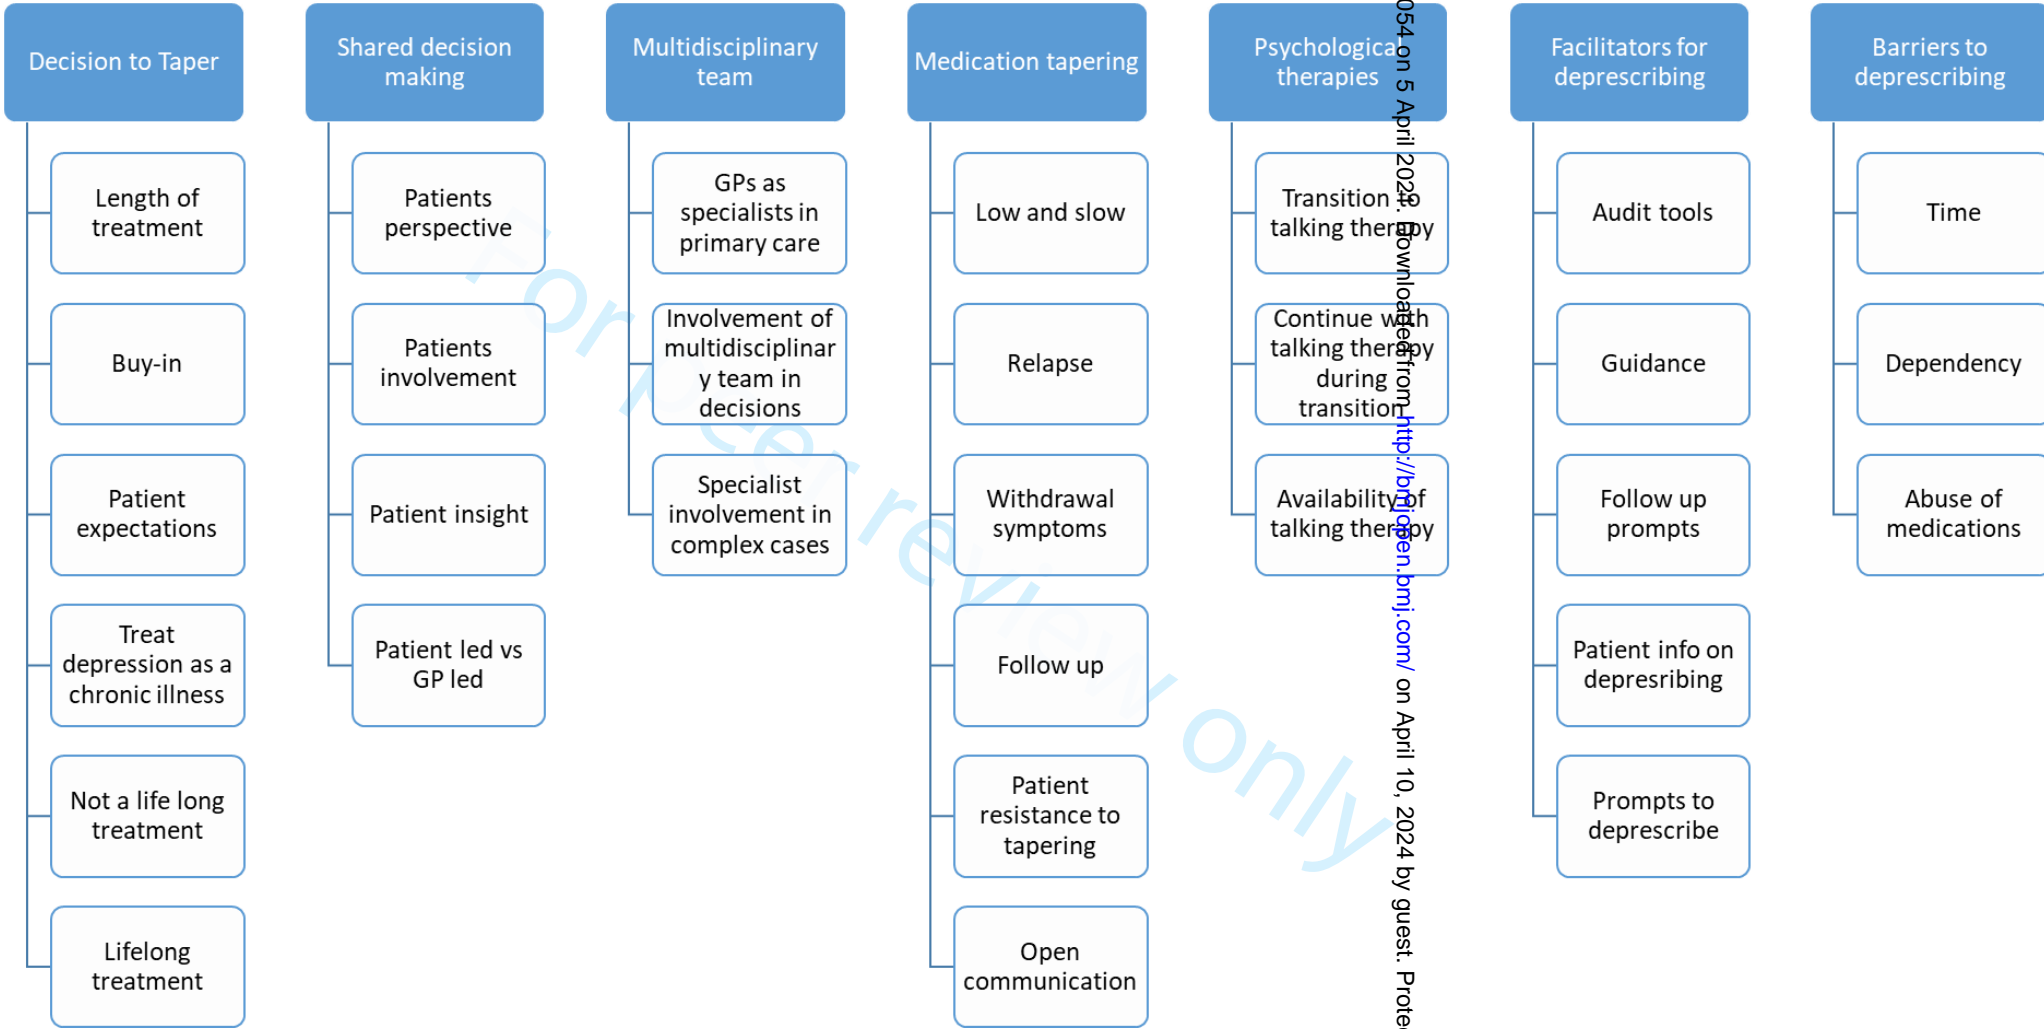 Decision to Taper
Length of
treatment
Buy-in
Patient
expectations
Treat
depression as a
chronic illness
Not a life long
treatment
Lifelong
treatment
Shared decision
making
Patients
perspective
Patients
involvement
Patient insight
Patient led vs
GP led
Multidisciplinary
team
GPs as
specialists in
primary care
Involvement of
multidisciplinar
y team in
decisions
Specialist
involvement in
complex cases
Medication tapering
Low and slow
Relapse
Withdrawal
symptoms
Follow up
Patient
resistance to
tapering
Open
communication
Psychological
therapies
Transition to
talking therapy
Continue with
talking therapy
during
transition
Availability of
talking therapy
Facilitators for
deprescribing
Audit tools
Guidance
Follow up
prompts
Patient info on
depresribing
Prompts to
deprescribe
Barriers to
deprescribing
Time
Dependency
Abuse of
medications
For peer review only
054 on 5 April 2024. Downloaded from http://bmjopen.bmj.com/ on April 10, 2024 by guest.